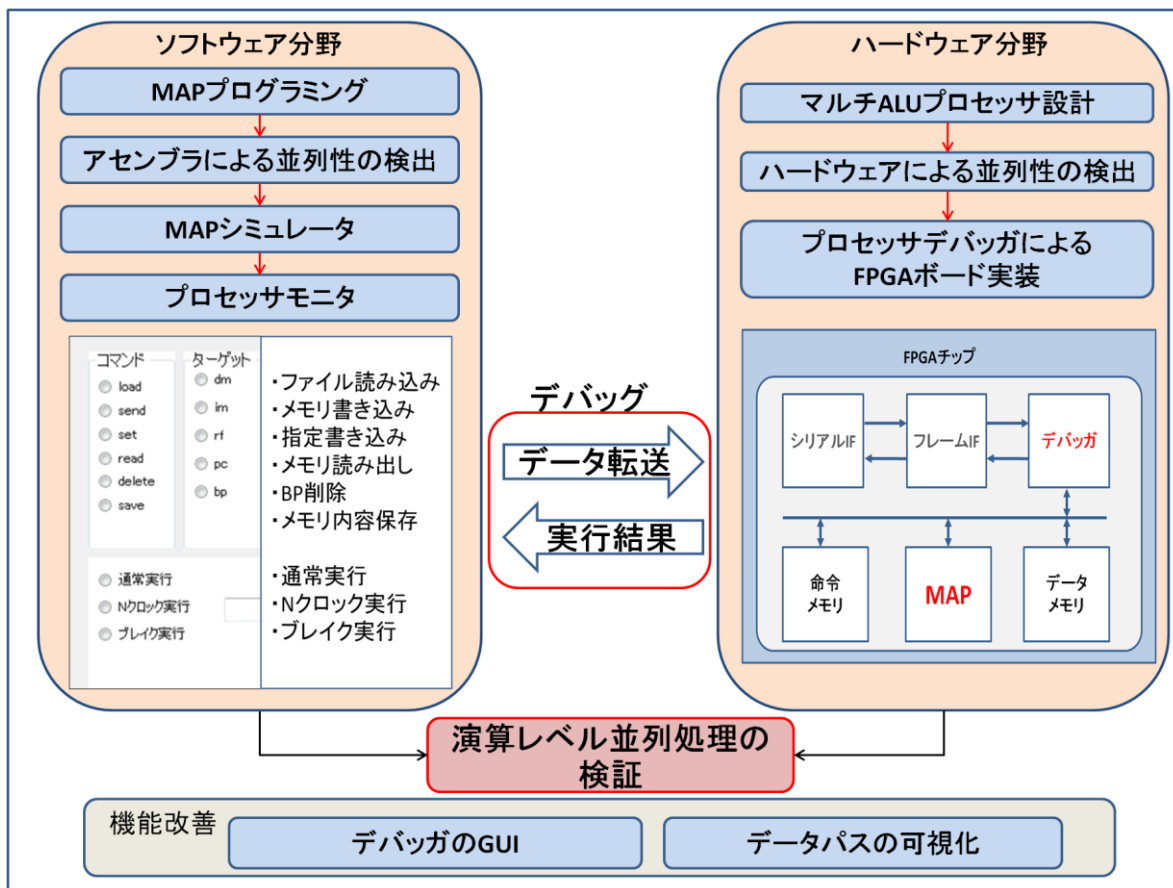 ソフトウェア分野
MAPプログラミング
アセンブラによる並列性の検出
MAPシミュレータ
プロセッサモニタ
コマンド
load
send
set
read
delete
save
ターゲット
dm
im
rf
pc
bp
通常実行
Nクロック実行
ブレイク実行
・ファイル読み込み
・メモリ書き込み
・指定書き込み
・メモリ読み出し
・BP削除
・メモリ内容保存
・通常実行
・Nクロック実行
・ブレイク実行
デバッグ
データ転送
実行結果
ハードウェア分野
マルチALUプロセッサ設計
ハードウェアによる並列性の検出
プロセッサデバッガによる
FPGAボード実装
FPGAチップ
シリアルIF
フレームIF
デバッガ
命令
メモリ
MAP
データ
メモリ
演算レベル並列処理の
検証
機能改善
デバッガのGUI
データパスの可視化